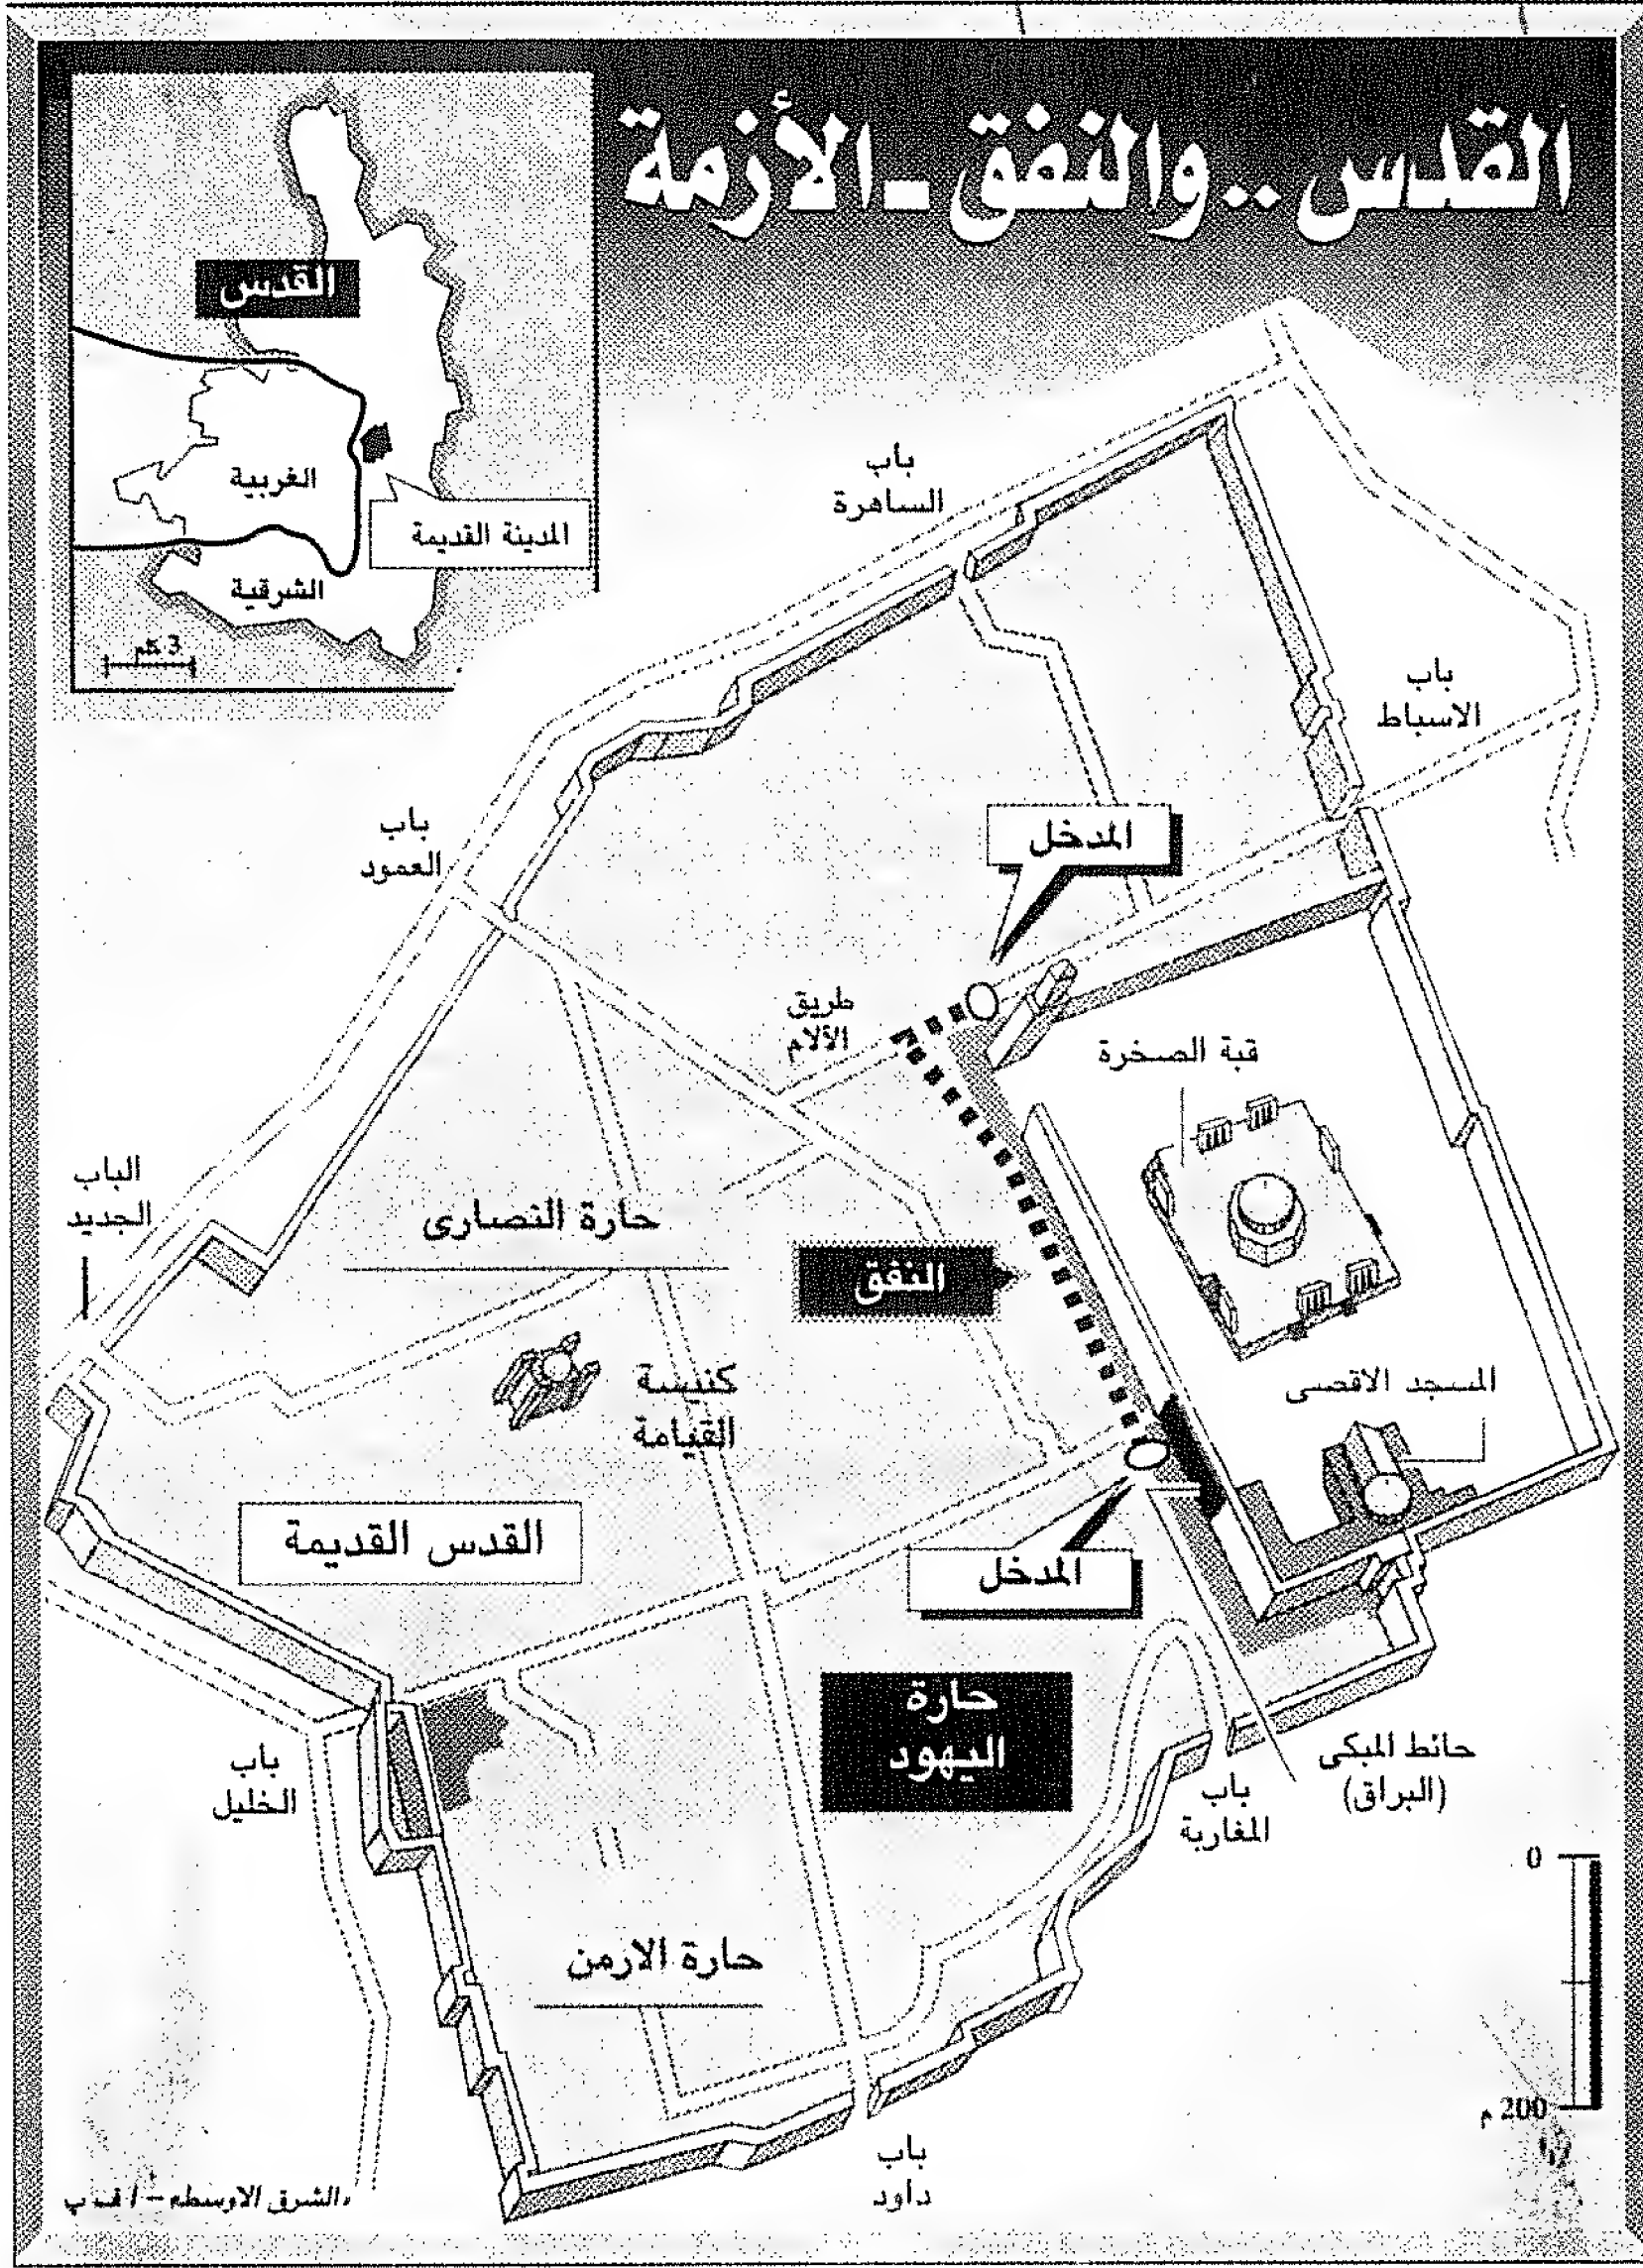 القدس .. والنفق - الأزمة
القدس
الغربية
المدينة القديمة
الشرقية
3 كم
باب
الساهرة
باب
الاسباط
باب
العمود
المدخل
طريق
الآلام
قبة الصخرة
الباب
الجديد
حارة النصارى
النفق
كنيسة
القيامة
المسجد الاقصى
القدس القديمة
المدخل
حارة
اليهود
باب
الخليل
حائط المبكى
(البراق)
باب
المغاربة
0
حارة الارمن
200 م
باب
داود
«الشرق الاوسط» - ا ف ب